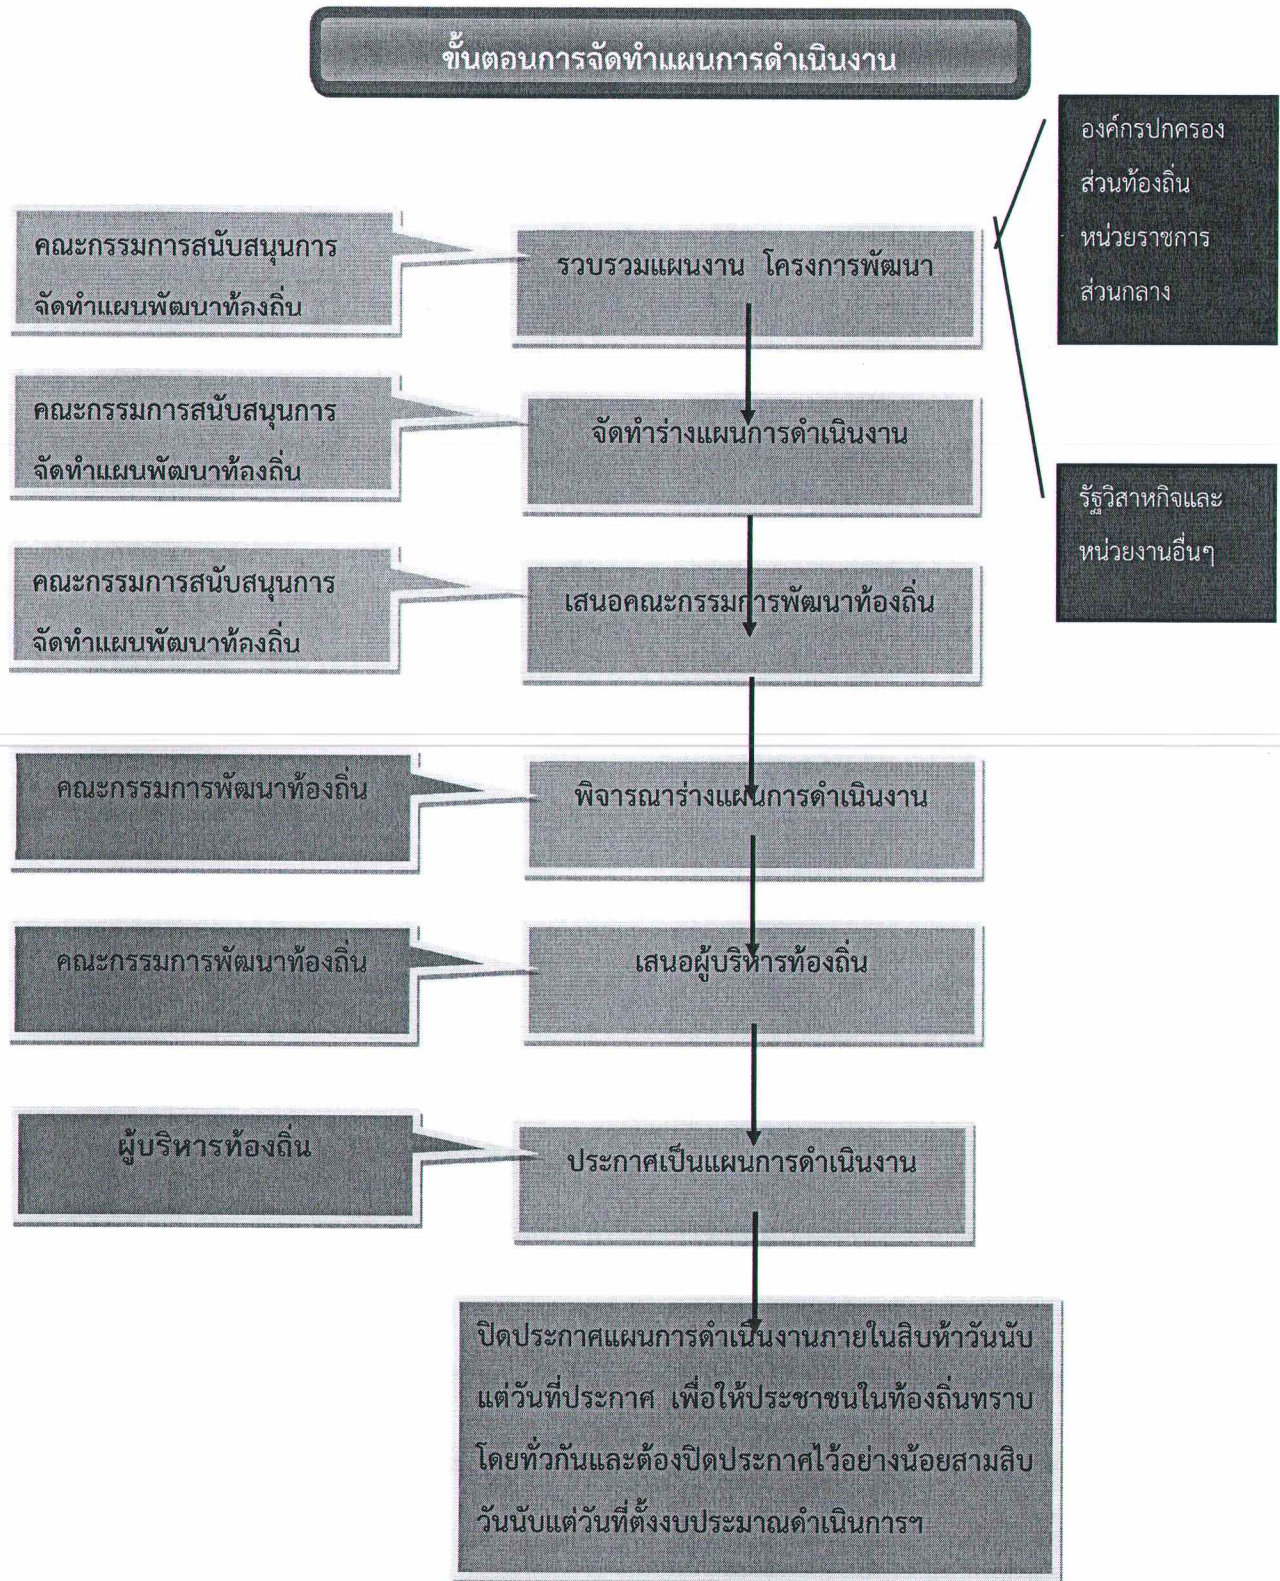 ขั้นตอนการจัดทำแผนการดำเนินงาน
องค์กรปกครอง
ส่วนท้องถิ่น
หน่วยราชการ
ส่วนกลาง
คณะกรรมการสนับสนุนการ
จัดทำแผนพัฒนาท้องถิ่น
รวบรวมแผนงาน โครงการพัฒนา
คณะกรรมการสนับสนุนการ
จัดทำแผนพัฒนาท้องถิ่น
จัดทำร่างแผนการดำเนินงาน
รัฐวิสาหกิจและ
หน่วยงานอื่นๆ
คณะกรรมการสนับสนุนการ
จัดทำแผนพัฒนาท้องถิ่น
เสนอคณะกรรมการพัฒนาท้องถิ่น
คณะกรรมการพัฒนาท้องถิ่น
พิจารณาร่างแผนการดำเนินงาน
คณะกรรมการพัฒนาท้องถิ่น
เสนอผู้บริหารท้องถิ่น
ผู้บริหารท้องถิ่น
ประกาศเป็นแผนการดำเนินงาน
ปิดประกาศแผนการดำเนินงานภายในสิบห้าวันนับ
แต่วันที่ประกาศ เพื่อให้ประชาชนในท้องถิ่นทราบ
โดยทั่วกันและต้องปิดประกาศไว้อย่างน้อยสามสิบ
วันนับแต่วันที่ตั้งงบประมาณดำเนินการฯ